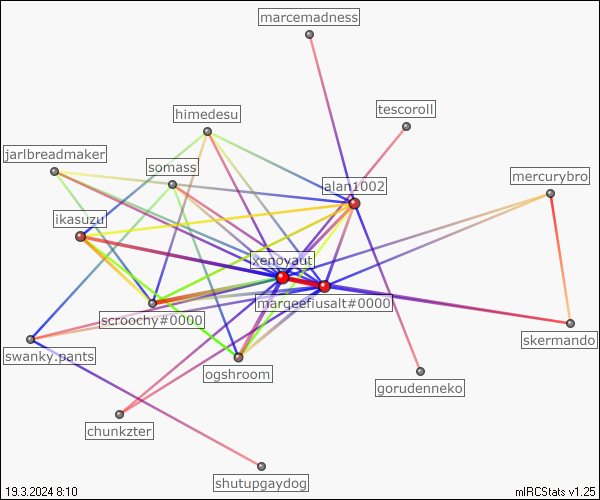 marcemadness
tescoroll
himedesu
jarlbreadmaker
somass
mercurybro
alan1002
ikasuzu
xenoyaut
marqeefiusalt#0000
scroochy#0000
skermando
swanky.pants
ogshroom
gorudenneko
chunkzter
shutupgaydog
19.3.2024 8:10
mIRCStats v1.25